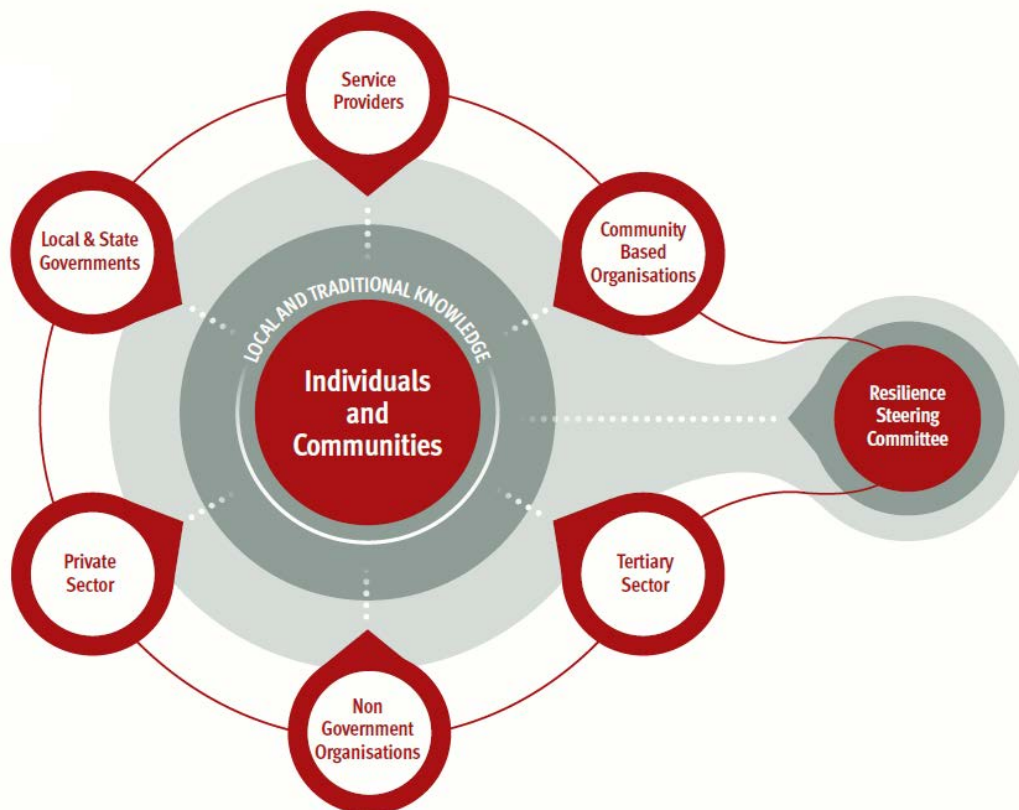 Service
Providers
Local & State
Governments
Community
Based
Organisations
LOCAL AND TRADITIONAL KNOWLEDGE
Individuals
and
Communities
Resilience
Steering
Committee
Private
Sector
Tertiary
Sector
Non
Government
Organisations